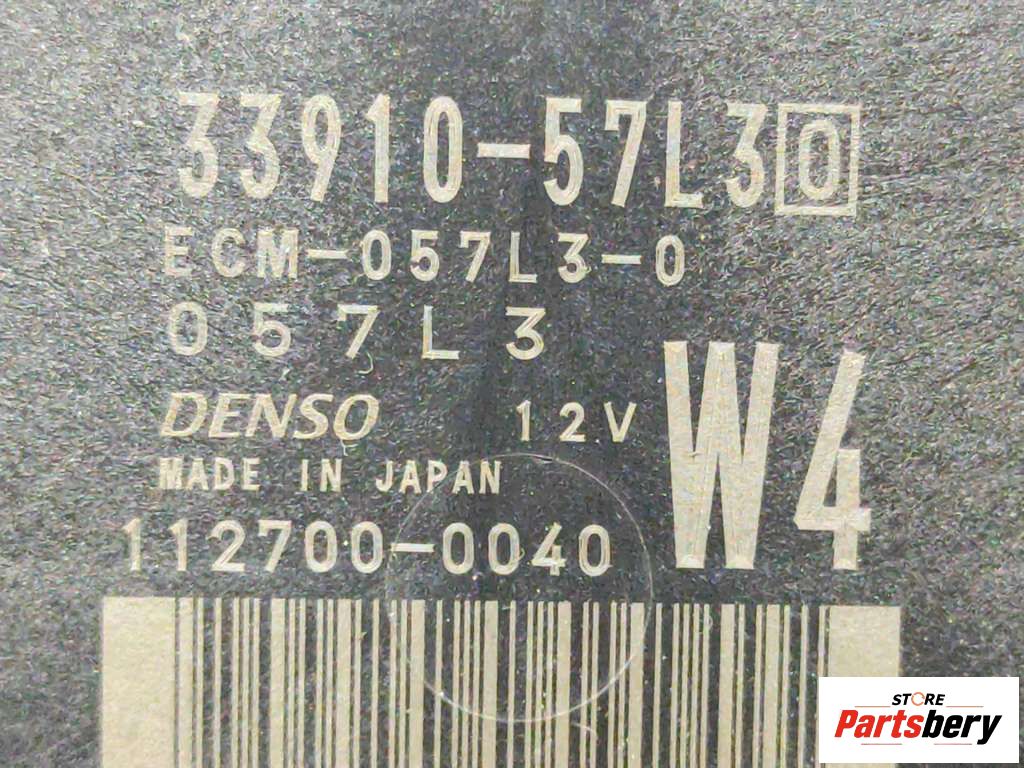 33910-57L30
ECM-057L3-0
057L3
DENSO 12V
W4
MADE IN JAPAN
112700-0040
STORE
Partsbery